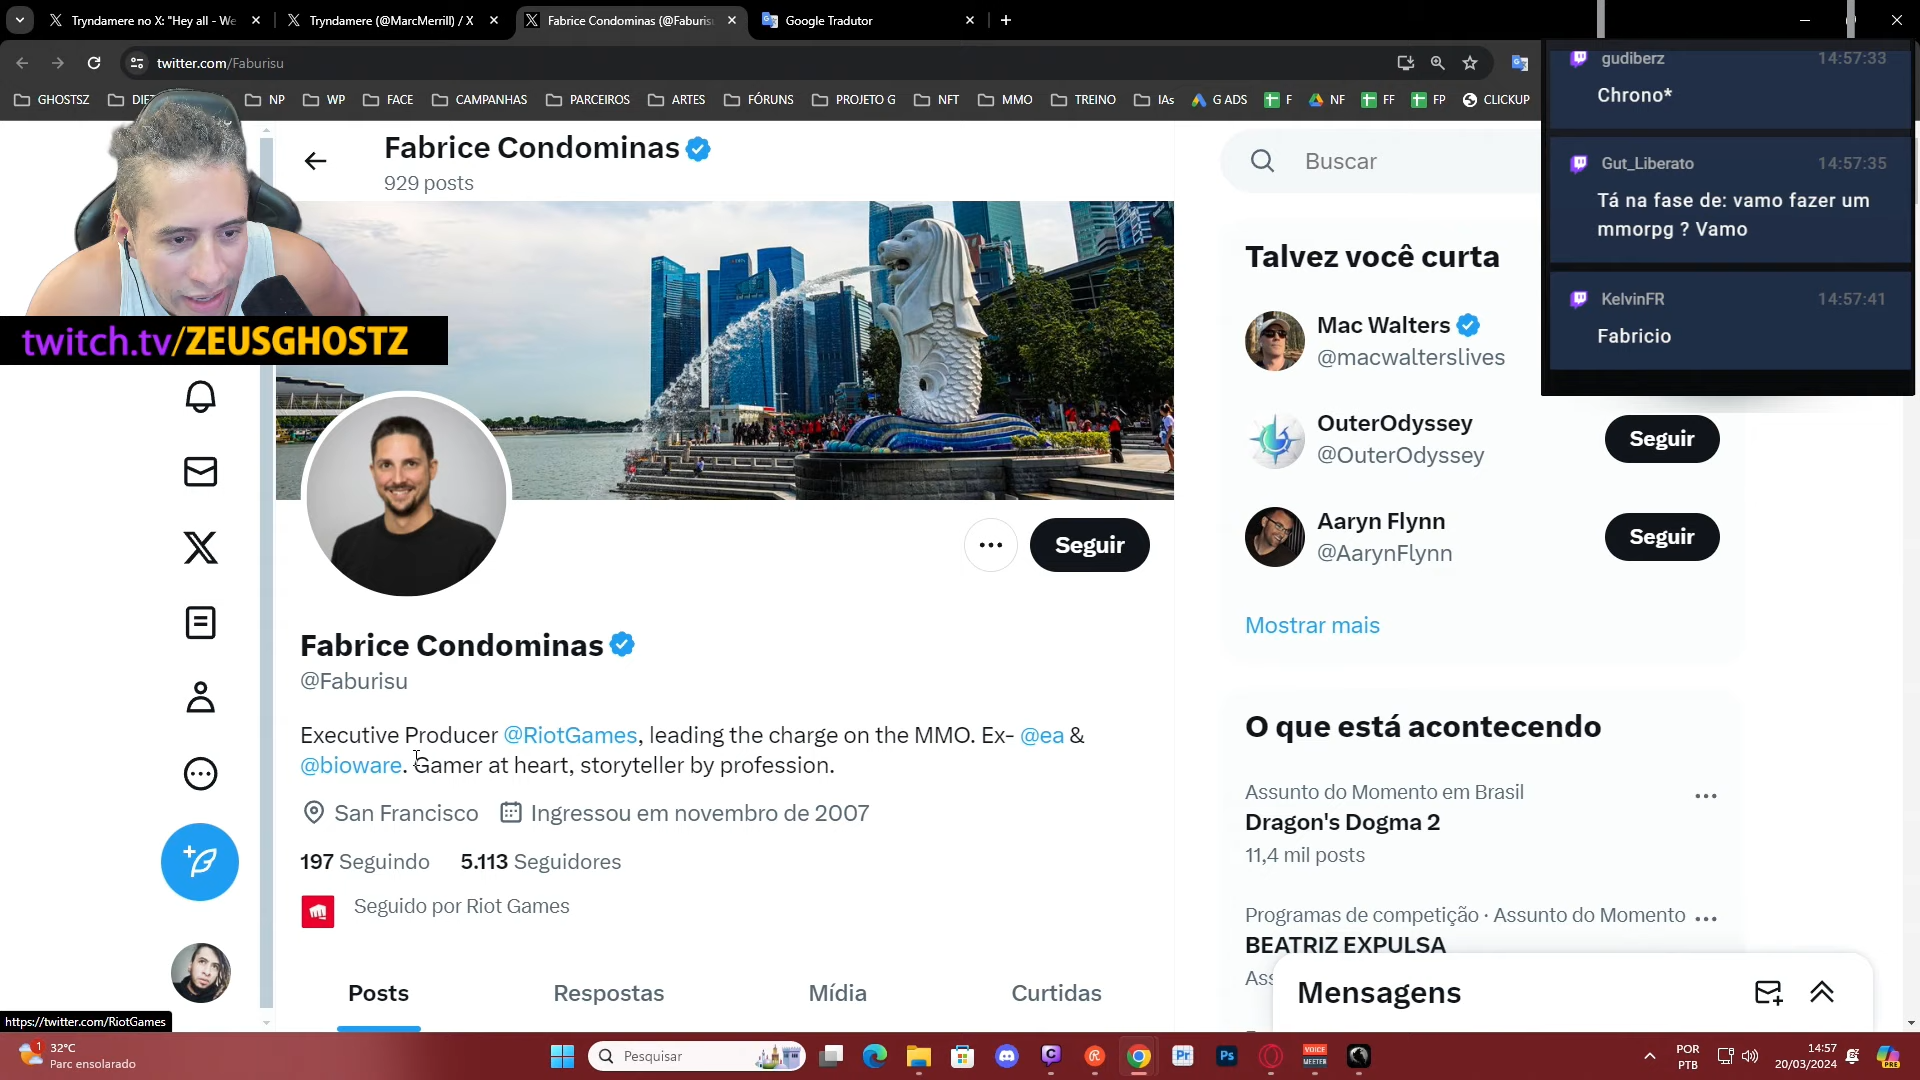 Tryndamere no X: "Hey all - We
Tryndamere (@MarcMerrill) / X
Fabrice Condominas (@Faburis
Google Tradutor
twitter.com/Faburisu
GHOSTSZ
NP
WP
FACE
CAMPANHAS
PARCEIROS
ARTES
FÓRUNS
PROJETO G
NFT
MMO
TREINO
IAs
G ADS
F
NF
FF
FP
CLICKUP
gudiberz 14:57:33
Chrono*
Gut_Liberato 14:57:35
Tá na fase de: vamo fazer um
mmorpg ? Vamo
KelvinFR 14:57:41
Fabricio
twitch.tv/ZEUSGHOSTZ
Fabrice Condominas
929 posts
Seguir
Fabrice Condominas
@Faburisu
Executive Producer @RiotGames, leading the charge on the MMO. Ex- @ea &
@bioware. Gamer at heart, storyteller by profession.
San Francisco Ingressou em novembro de 2007
197 Seguindo 5.113 Seguidores
Seguido por Riot Games
Posts Respostas Mídia Curtidas
Buscar
Talvez você curta
Mac Walters
@macwalterslives
OuterOdyssey
@OuterOdyssey
Seguir
Aaryn Flynn
@AarynFlynn
Seguir
Mostrar mais
O que está acontecendo
Assunto do Momento em Brasil
Dragon's Dogma 2
11,4 mil posts
Programas de competição · Assunto do Momento
BEATRIZ EXPULSA
Mensagens
https://twitter.com/RiotGames
1
32°C
Parc ensolarado
Pesquisar
Pr
Ps
VOICE
MEETER
POR
PTB
14:57
20/03/2024
PRE